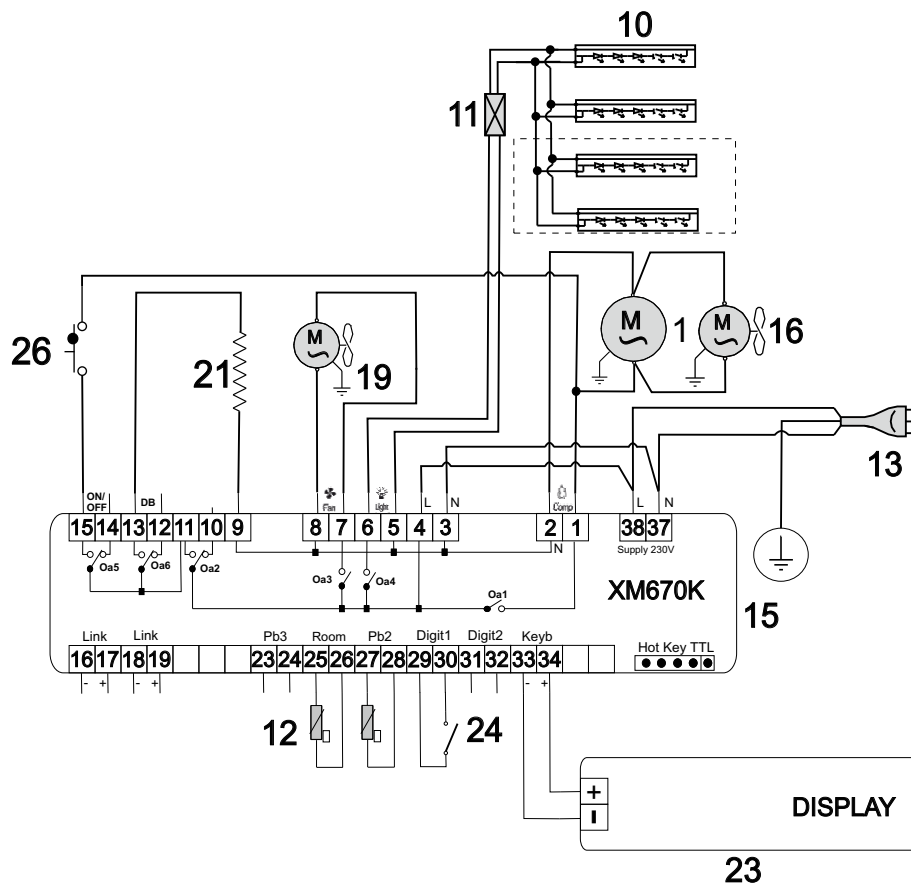 10
11
M
1
M
16
26
21
M
19
13
ON/OFF
DB
Fan
Light
L
N
Comp
L
N
15 14 13 12 11 10 9 8 7 6 5 4 3 2 1 38 37
N
Supply 230V
Oa5
Oa6
Oa2
Oa3
Oa4
Oa1
XM670K
15
Link
Link
Pb3
Room
Pb2
Digit1
Digit2
Keyb
Hot Key TTL
16 17 18 19 23 24 25 26 27 28 29 30 31 32 33 34
- + - + - +
12
24
+
-
DISPLAY
23